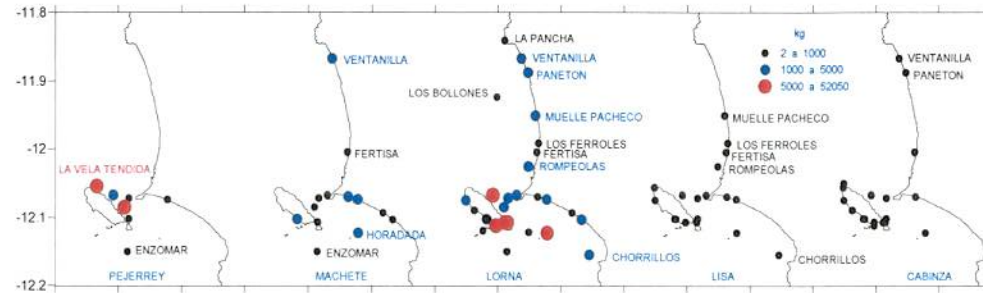 -11.8
-11.9
-12
-12.1
-12.2
VENTANILLA
FERTISA
LA VELA TENDIDA
ENZOMAR
PEJERREY
HORADADA
ENZOMAR
MACHETE
LA PANCHA
VENTANILLA
PANETON
LOS BOLLONES
MUELLE PACHECO
LOS FERROLES
FERTISA
ROMPEOLAS
CHORRILLOS
LORNA
kg
2 a 1000
1000 a 5000
5000 a 52050
MUELLE PACHECO
LOS FERROLES
FERTISA
ROMPEOLAS
CHORRILLOS
LISA
VENTANILLA
PANETON
CABINZA